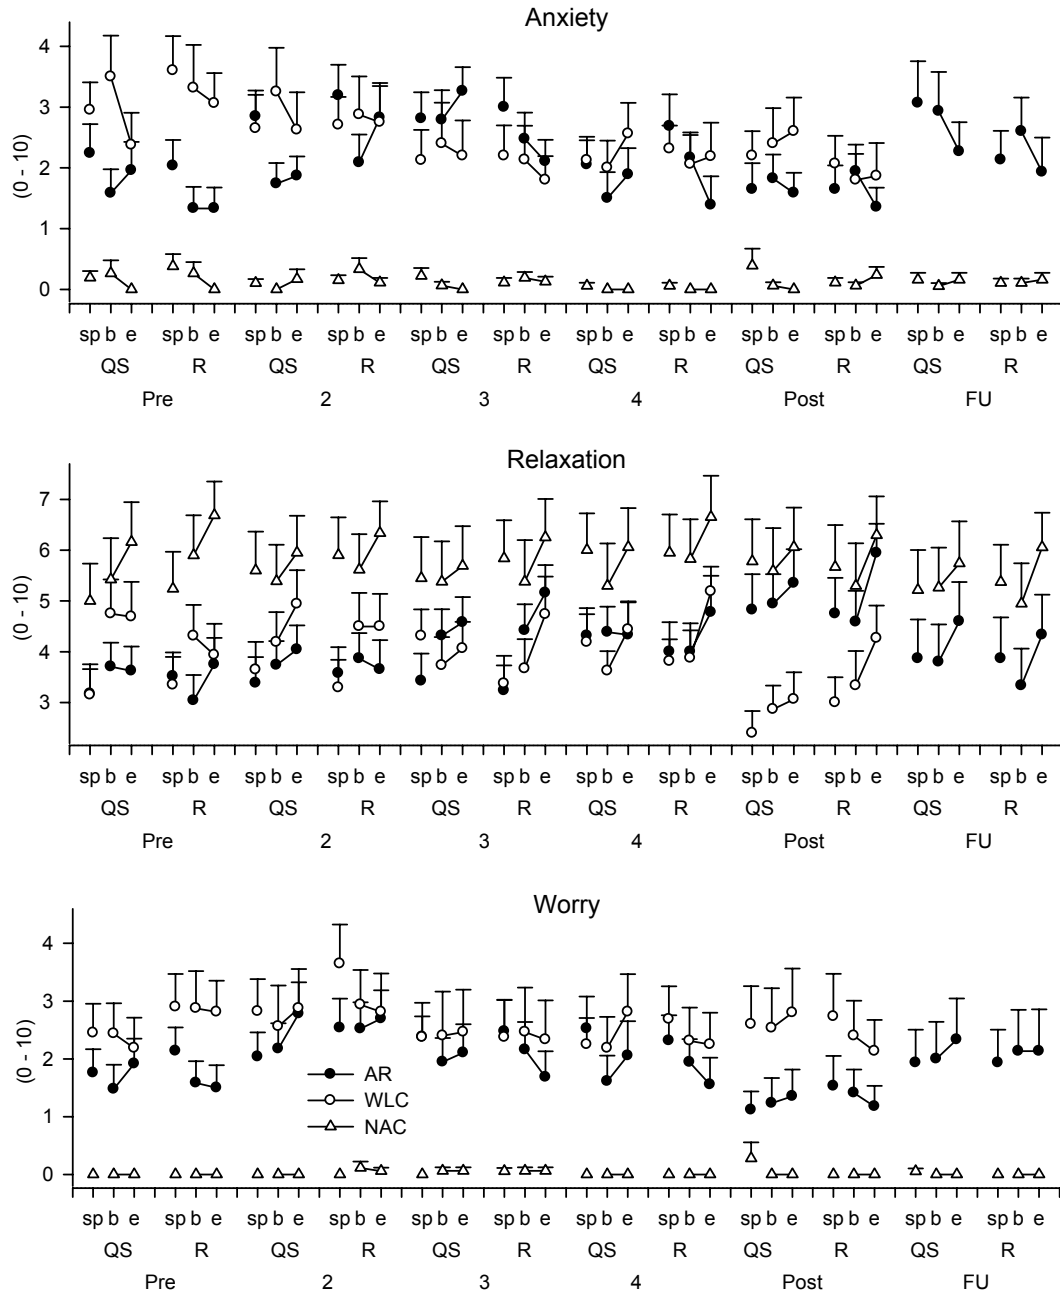 Anxiety
4
3
2
1
0
(0 - 10)
sp b e sp b e sp b e sp b e sp b e sp b e sp b e sp b e sp b e sp b e sp b e sp b e
QS R QS R QS R QS R QS R QS R
Pre 2 3 4 Post FU
Relaxation
7
6
5
4
3
(0 - 10)
sp b e sp b e sp b e sp b e sp b e sp b e sp b e sp b e sp b e sp b e sp b e sp b e
QS R QS R QS R QS R QS R QS R
Pre 2 3 4 Post FU
Worry
4
3
2
1
0
(0 - 10)
AR
WLC
NAC
sp b e sp b e sp b e sp b e sp b e sp b e sp b e sp b e sp b e sp b e sp b e sp b e
QS R QS R QS R QS R QS R QS R
Pre 2 3 4 Post FU